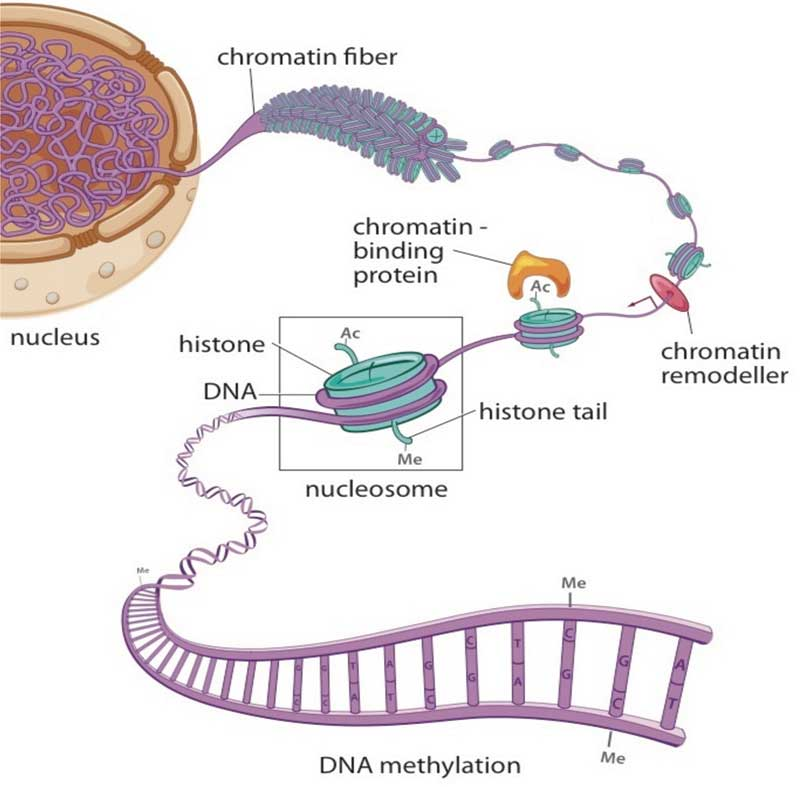 chromatin fiber
chromatin -
binding
protein
Ac
nucleus
histone
Ac
chromatin
remodeller
DNA
histone tail
Me
nucleosome
Me
Me
G G T A G C T C G A
C C A T C G A G C T
Me
DNA methylation